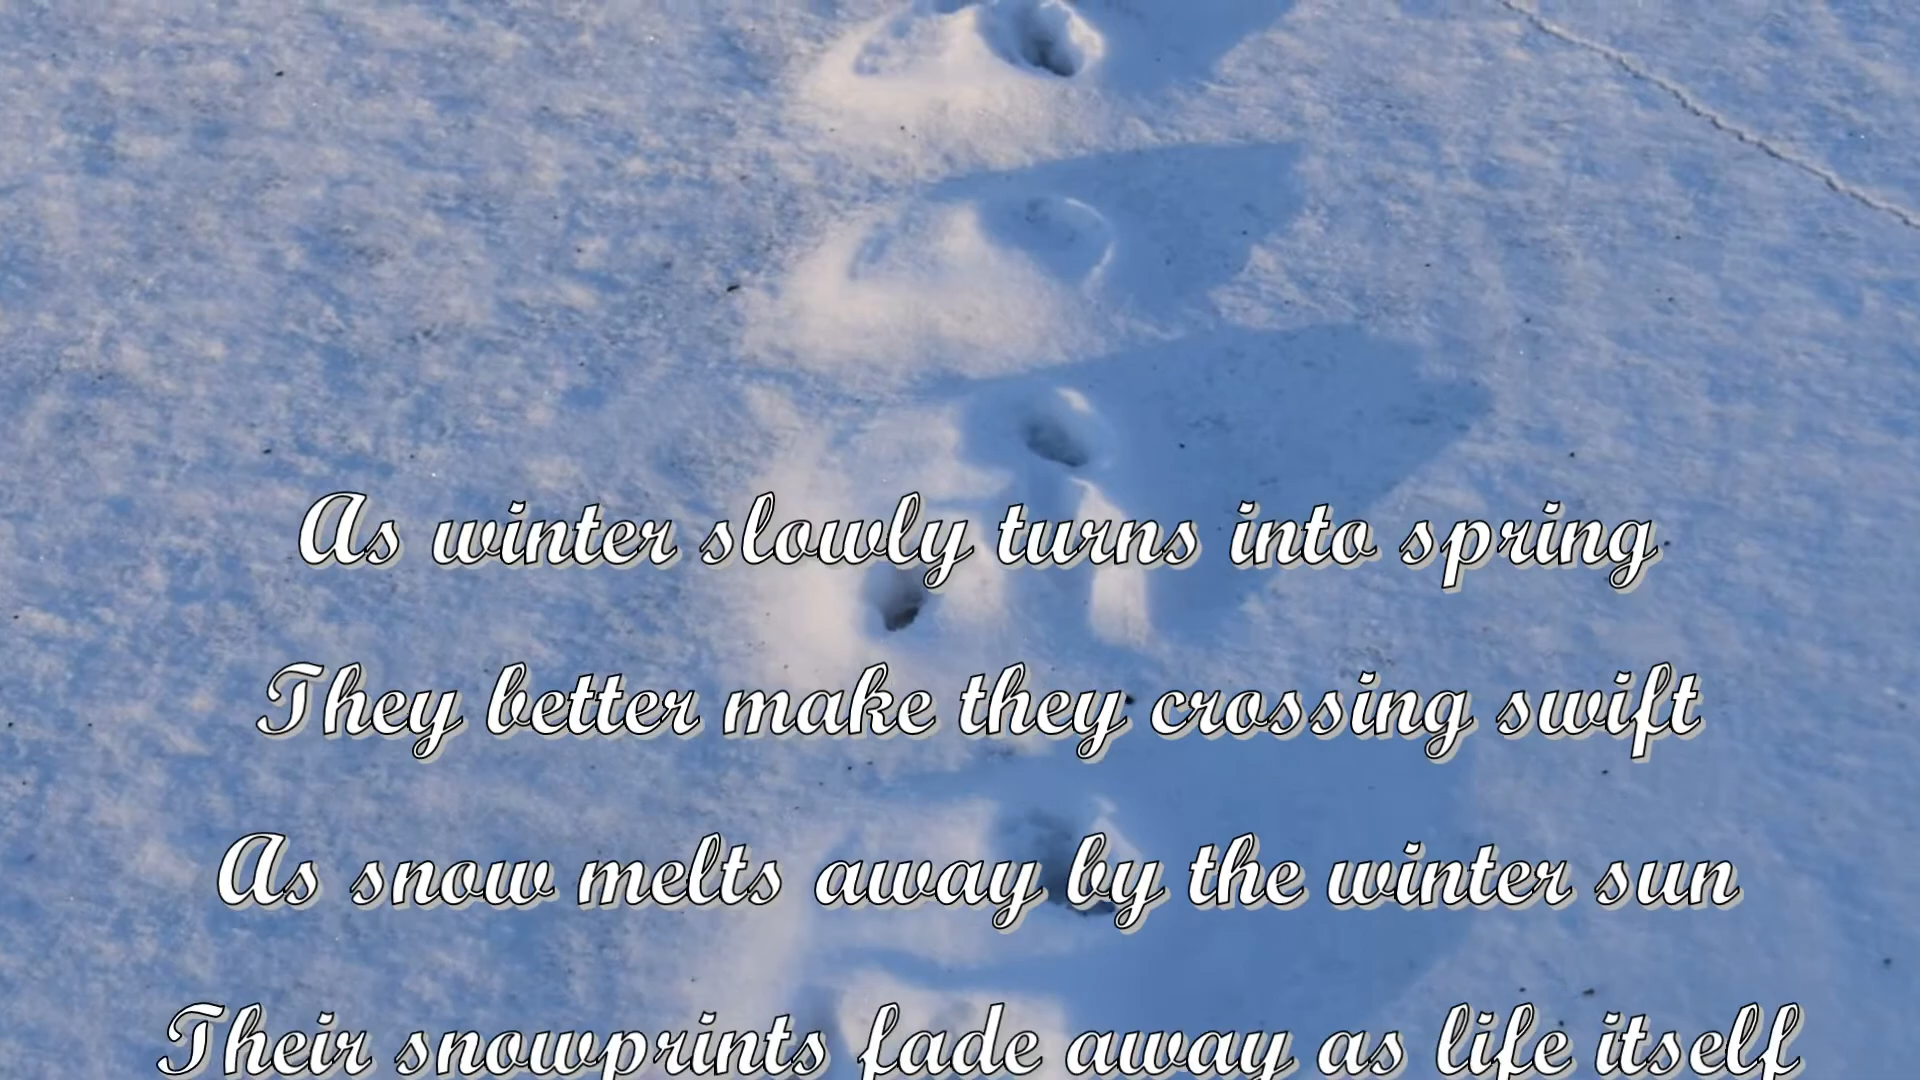 As winter slowly turns into spring
They better make they crossing swift
As snow melts away by the winter sun
Their snowprints fade away as life itself